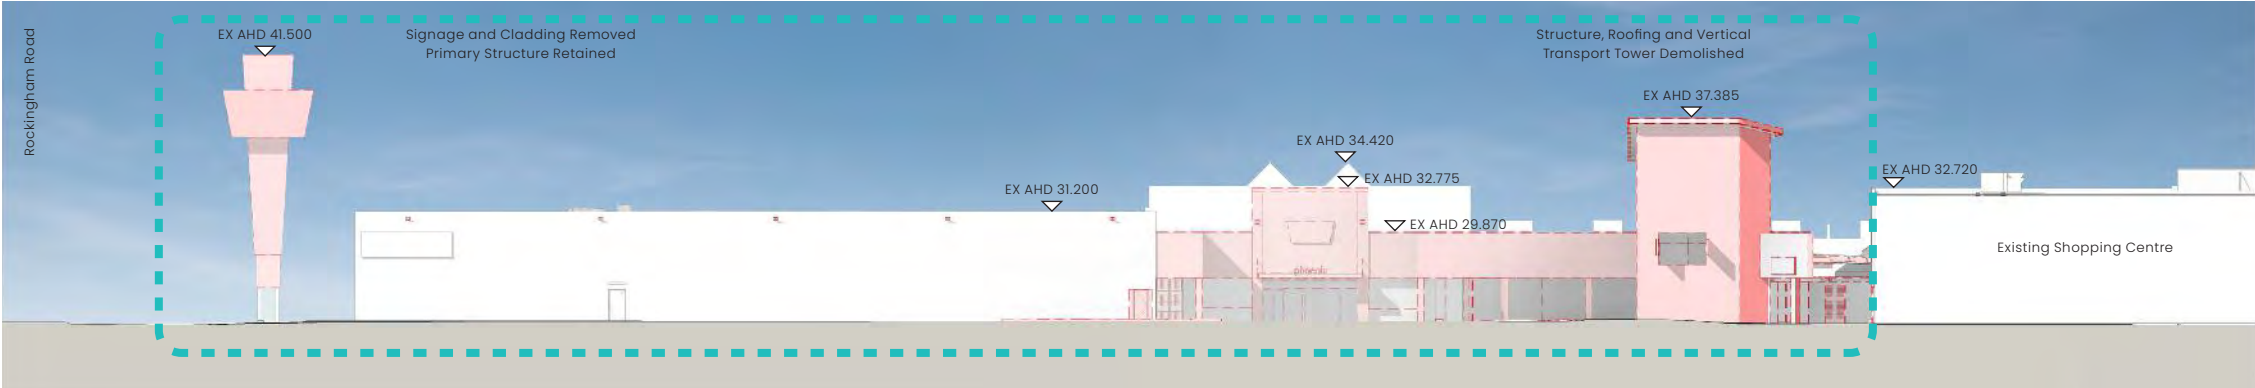 Rockingham Road
EX AHD 41.500
Signage and Cladding Removed
Primary Structure Retained
Structure, Roofing and Vertical
Transport Tower Demolished
EX AHD 37.385
EX AHD 34.420
EX AHD 32.775
EX AHD 32.720
EX AHD 31.200
EX AHD 29.870
Existing Shopping Centre
phoenix